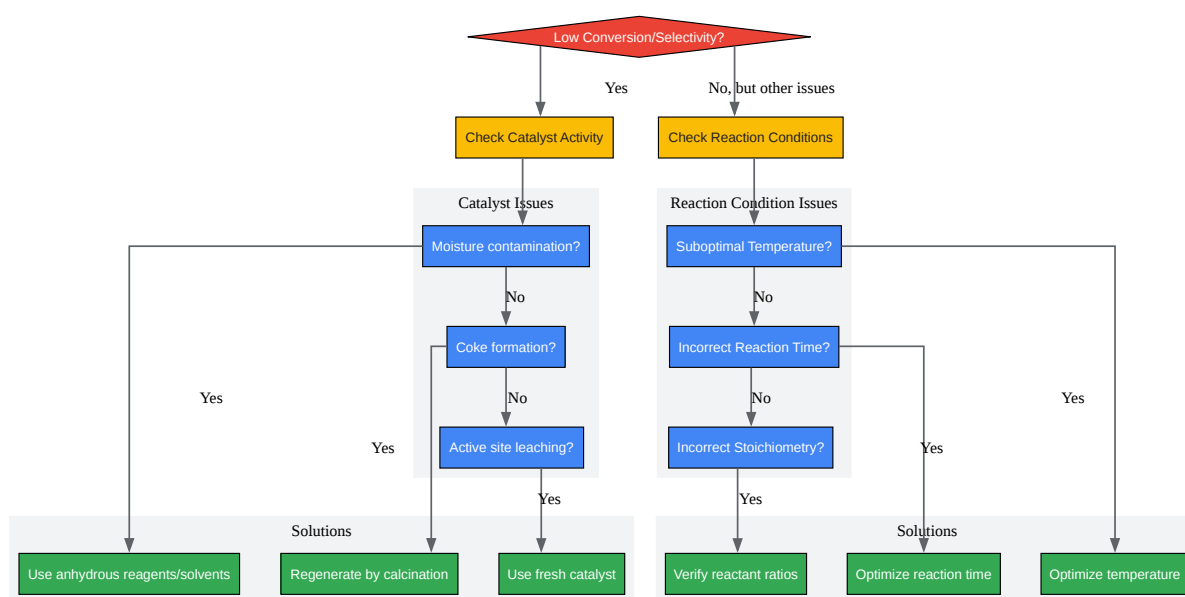 Low Conversion/Selectivity?
Yes
No, but other issues
Check Catalyst Activity
Check Reaction Conditions
Catalyst Issues
Reaction Condition Issues
Moisture contamination?
Suboptimal Temperature?
No
No
Coke formation?
Incorrect Reaction Time?
Yes
No
No
Yes
Yes
Active site leaching?
Incorrect Stoichiometry?
Yes
Yes
Yes
Solutions
Solutions
Use anhydrous reagents/solvents
Regenerate by calcination
Use fresh catalyst
Verify reactant ratios
Optimize reaction time
Optimize temperature